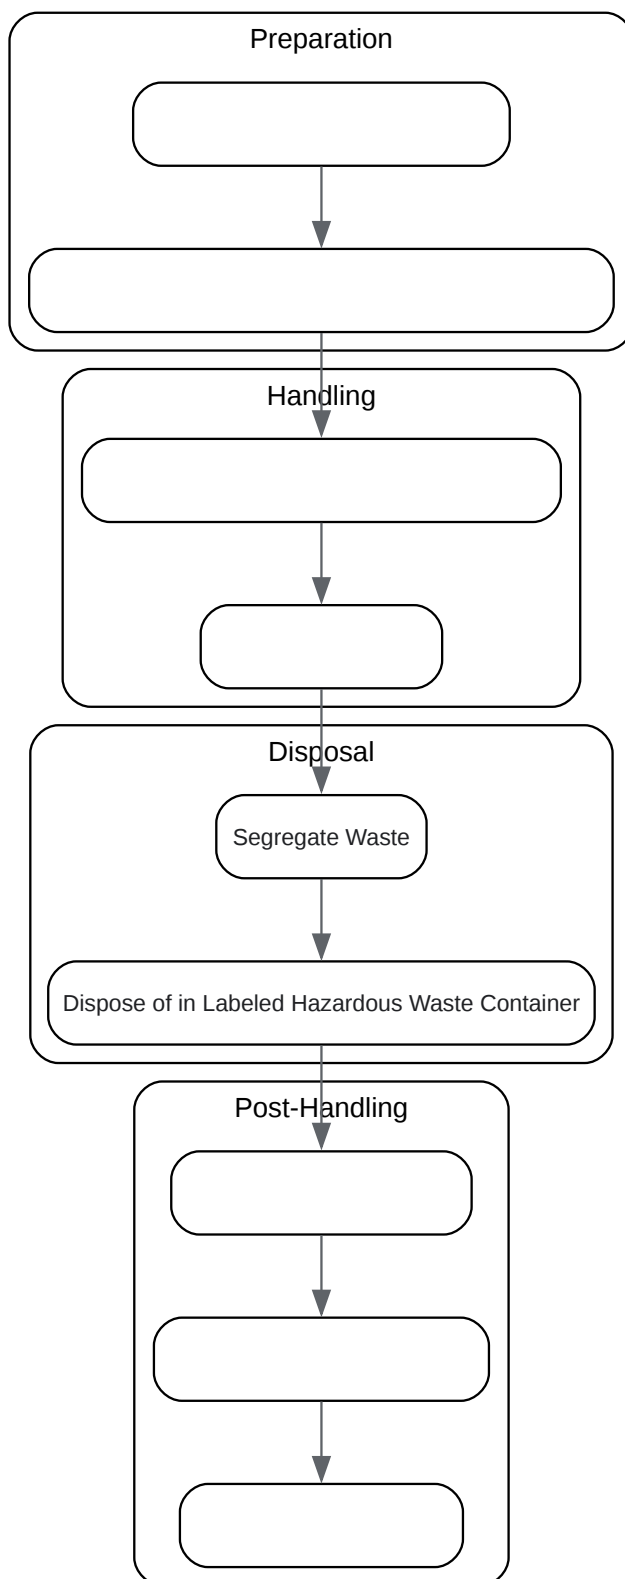 Preparation
Handling
Disposal
Segregate Waste
Dispose of in Labeled Hazardous Waste Container
Post-Handling